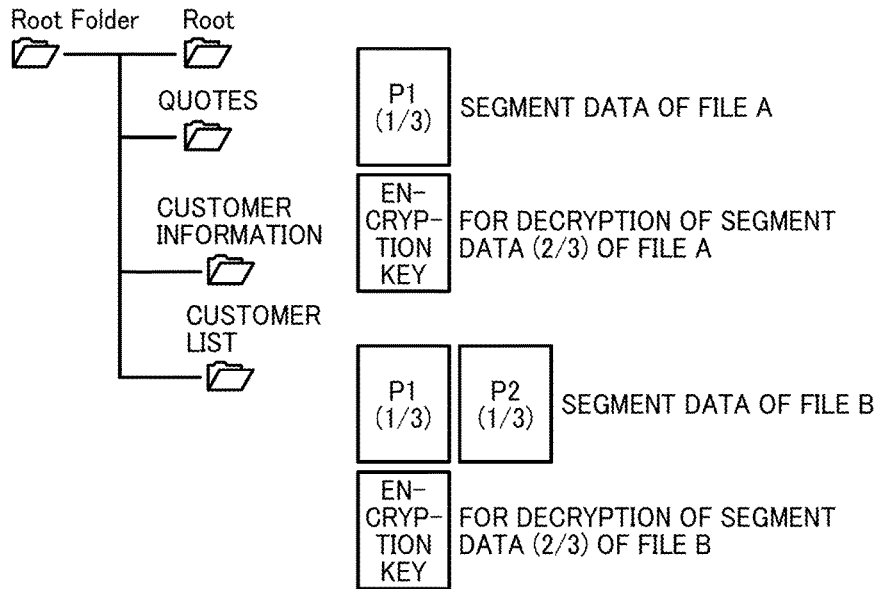 Root Folder
Root
QUOTES
CUSTOMER
INFORMATION
CUSTOMER
LIST
P1
(1/3)
SEGMENT DATA OF FILE A
EN-
CRYP-
TION
KEY
FOR DECRYPTION OF SEGMENT
DATA (2/3) OF FILE A
P1
(1/3)
P2
(1/3)
SEGMENT DATA OF FILE B
EN-
CRYP-
TION
KEY
FOR DECRYPTION OF SEGMENT
DATA (2/3) OF FILE B